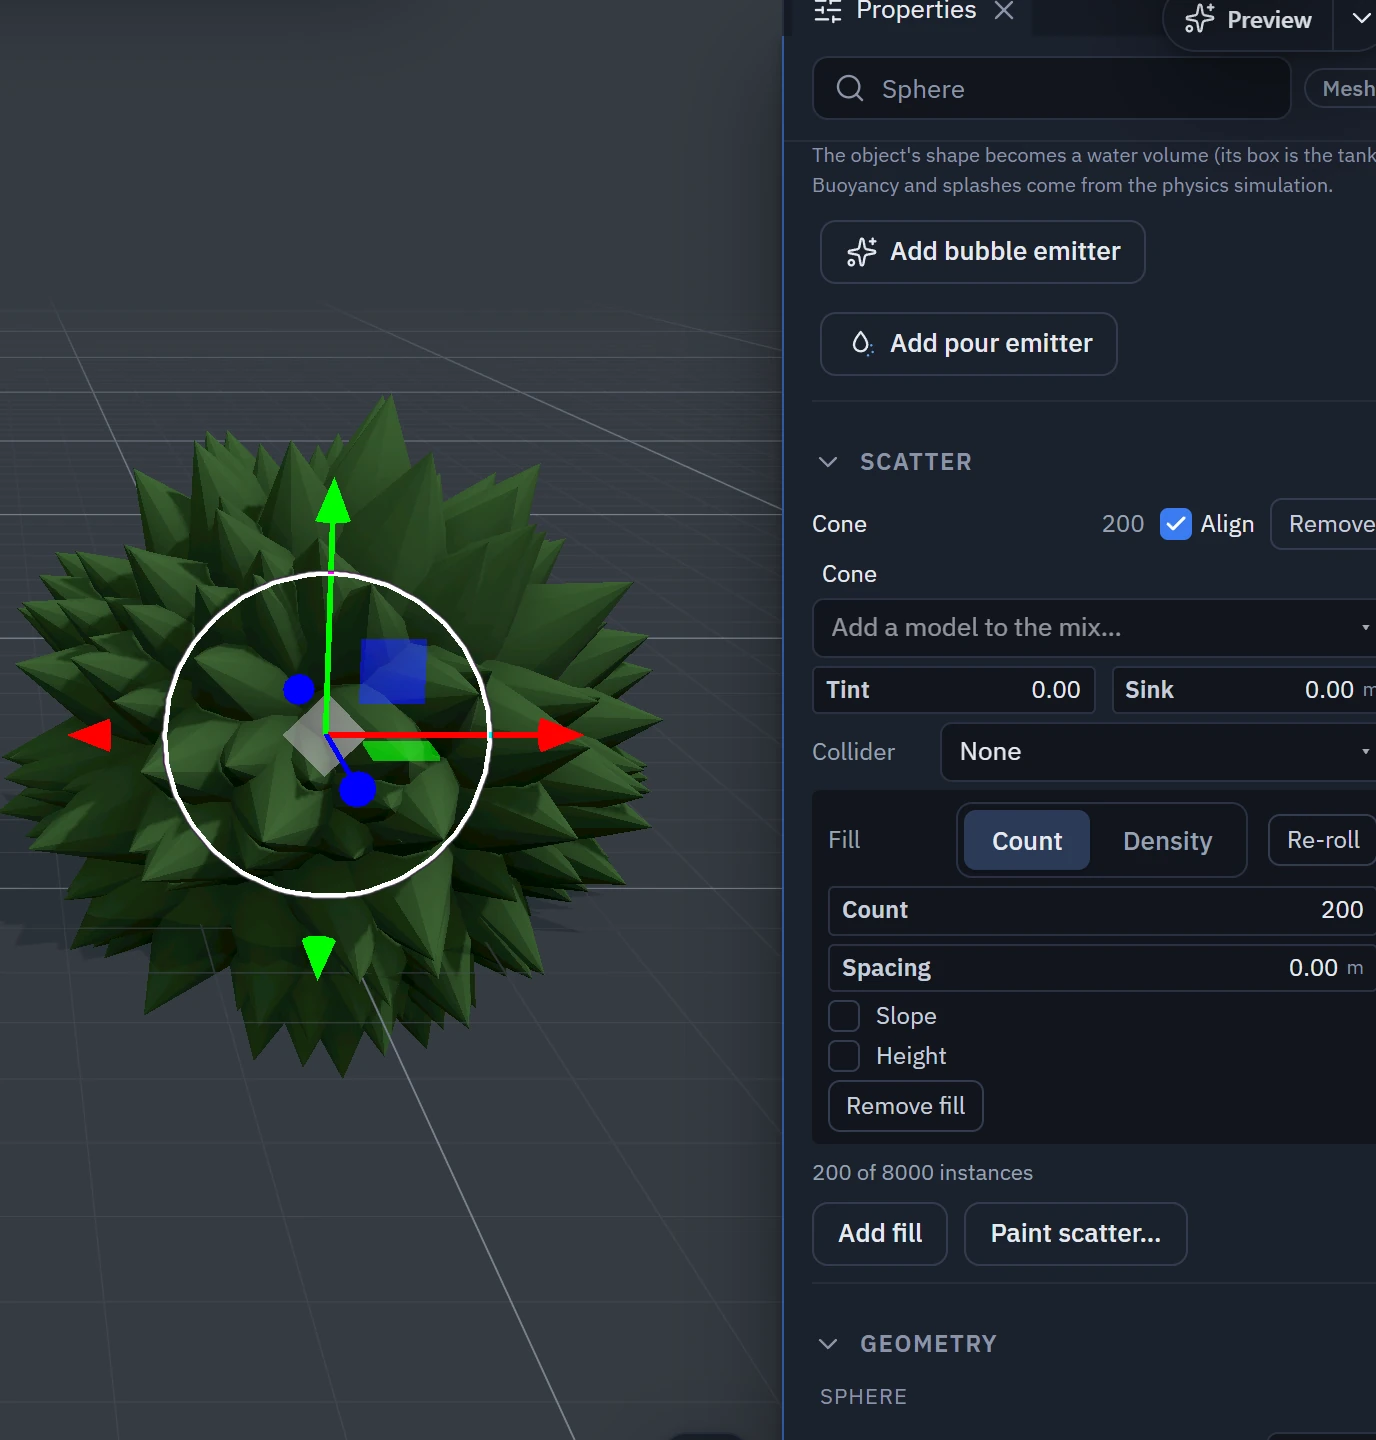 Properties
Preview
Sphere
Mesh
The object's shape becomes a water volume (its box is the tank
Buoyancy and splashes come from the physics simulation.
Add bubble emitter
Add pour emitter
SCATTER
Cone 200 Align Remove
Cone
Add a model to the mix...
Tint 0.00 Sink 0.00 m
Collider None
Fill Count Density Re-roll
Count 200
Spacing 0.00 m
Slope
Height
Remove fill
200 of 8000 instances
Add fill Paint scatter...
GEOMETRY
SPHERE